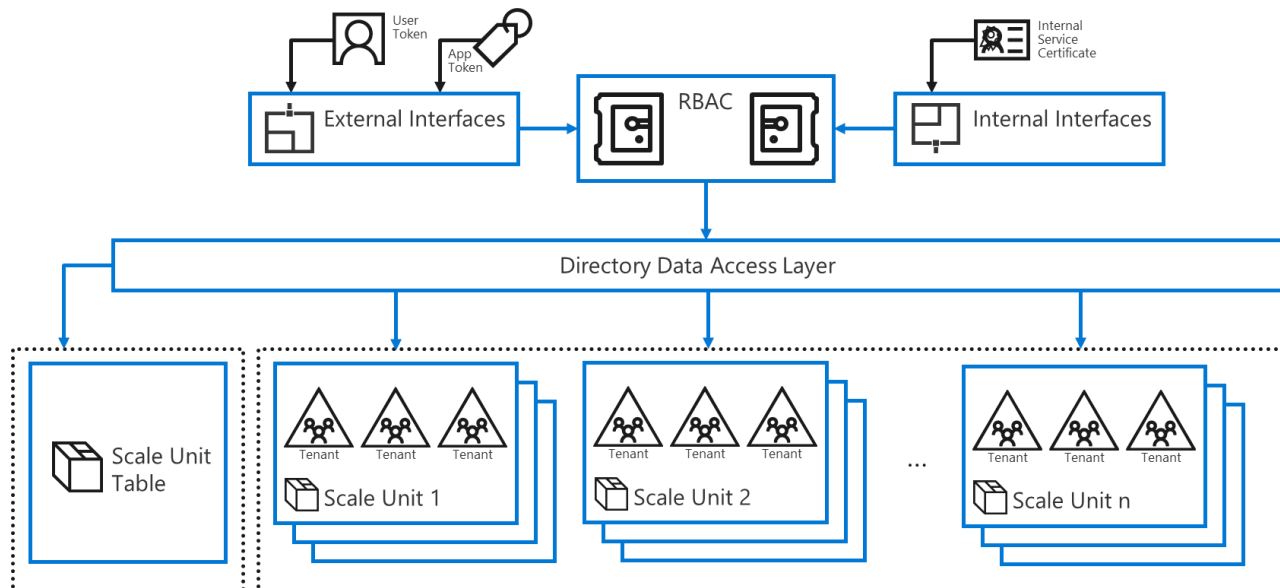 User
Token
App
Token
Internal
Service
Certificate
External Interfaces
RBAC
Internal Interfaces
Directory Data Access Layer
Scale Unit
Table
Tenant Tenant Tenant
Scale Unit 1
Tenant Tenant Tenant
Scale Unit 2
...
Tenant Tenant Tenant
Scale Unit n